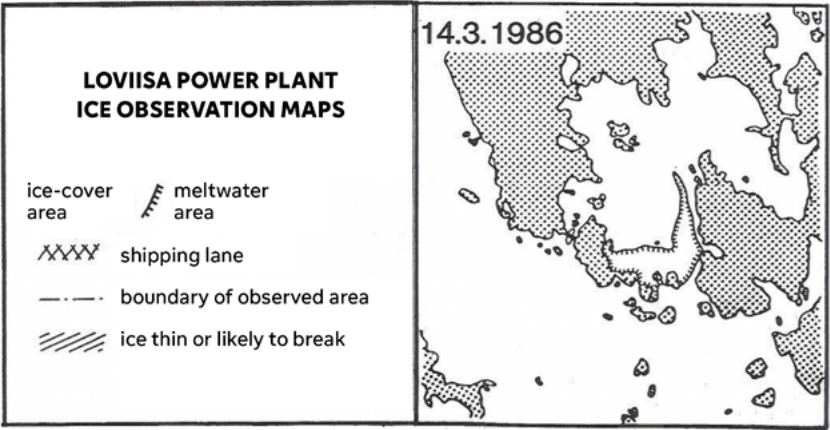 LOVIISA POWER PLANT
ICE OBSERVATION MAPS
ice-cover area
meltwater area
shipping lane
boundary of observed area
ice thin or likely to break
14.3.1986